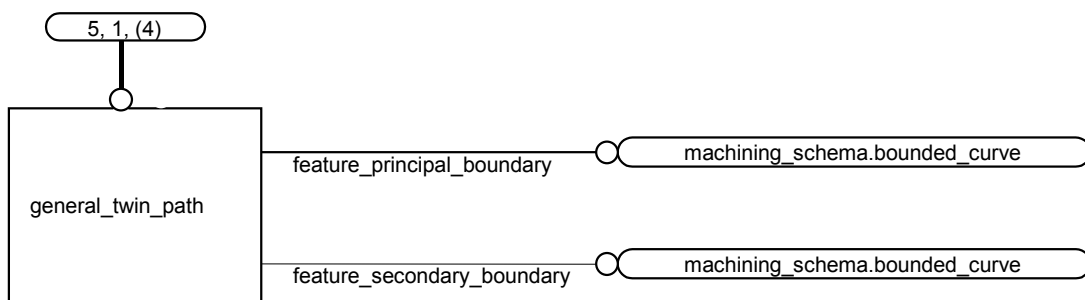 5, 1, (4)
feature_principal_boundary
machining_schema.bounded_curve
general_twin_path
feature_secondary_boundary
machining_schema.bounded_curve